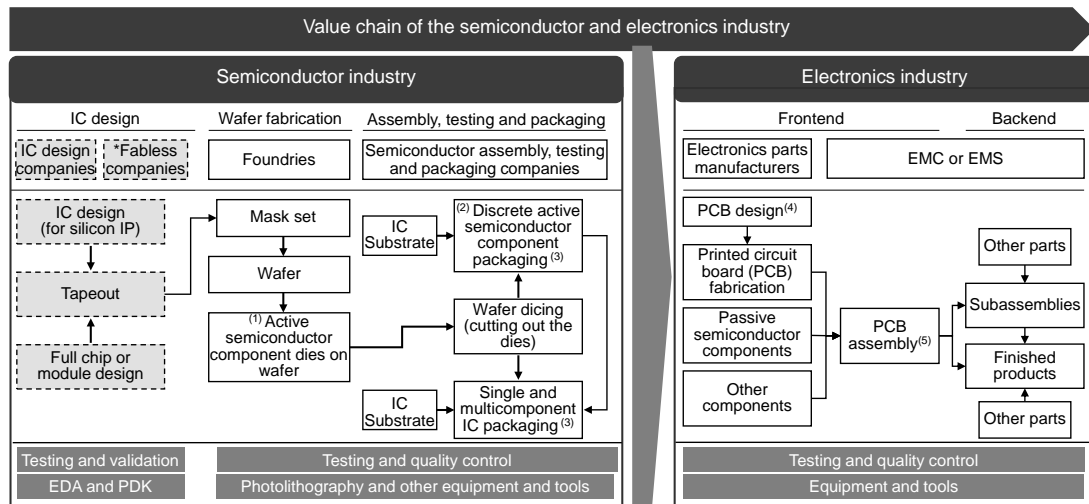 Value chain of the semiconductor and electronics industry
Semiconductor industry
IC design
Wafer fabrication
Assembly, testing and packaging
IC design
companies
*Fabless
companies
Foundries
Semiconductor assembly, testing
and packaging companies
IC design
(for silicon IP)
Tapeout
Full chip or
module design
Mask set
Wafer
(1) Active
semiconductor
component dies on
wafer
IC
Substrate
(2) Discrete active
semiconductor
component
packaging (3)
Wafer dicing
(cutting out the
dies)
IC
Substrate
Single and
multicomponent
IC packaging (3)
Testing and validation
EDA and PDK
Testing and quality control
Photolithography and other equipment and tools
Electronics industry
Frontend
Backend
Electronics parts
manufacturers
EMC or EMS
PCB design(4)
Printed circuit
board (PCB)
fabrication
Passive
semiconductor
components
Other
components
PCB
assembly(5)
Other parts
Subassemblies
Finished
products
Other parts
Testing and quality control
Equipment and tools